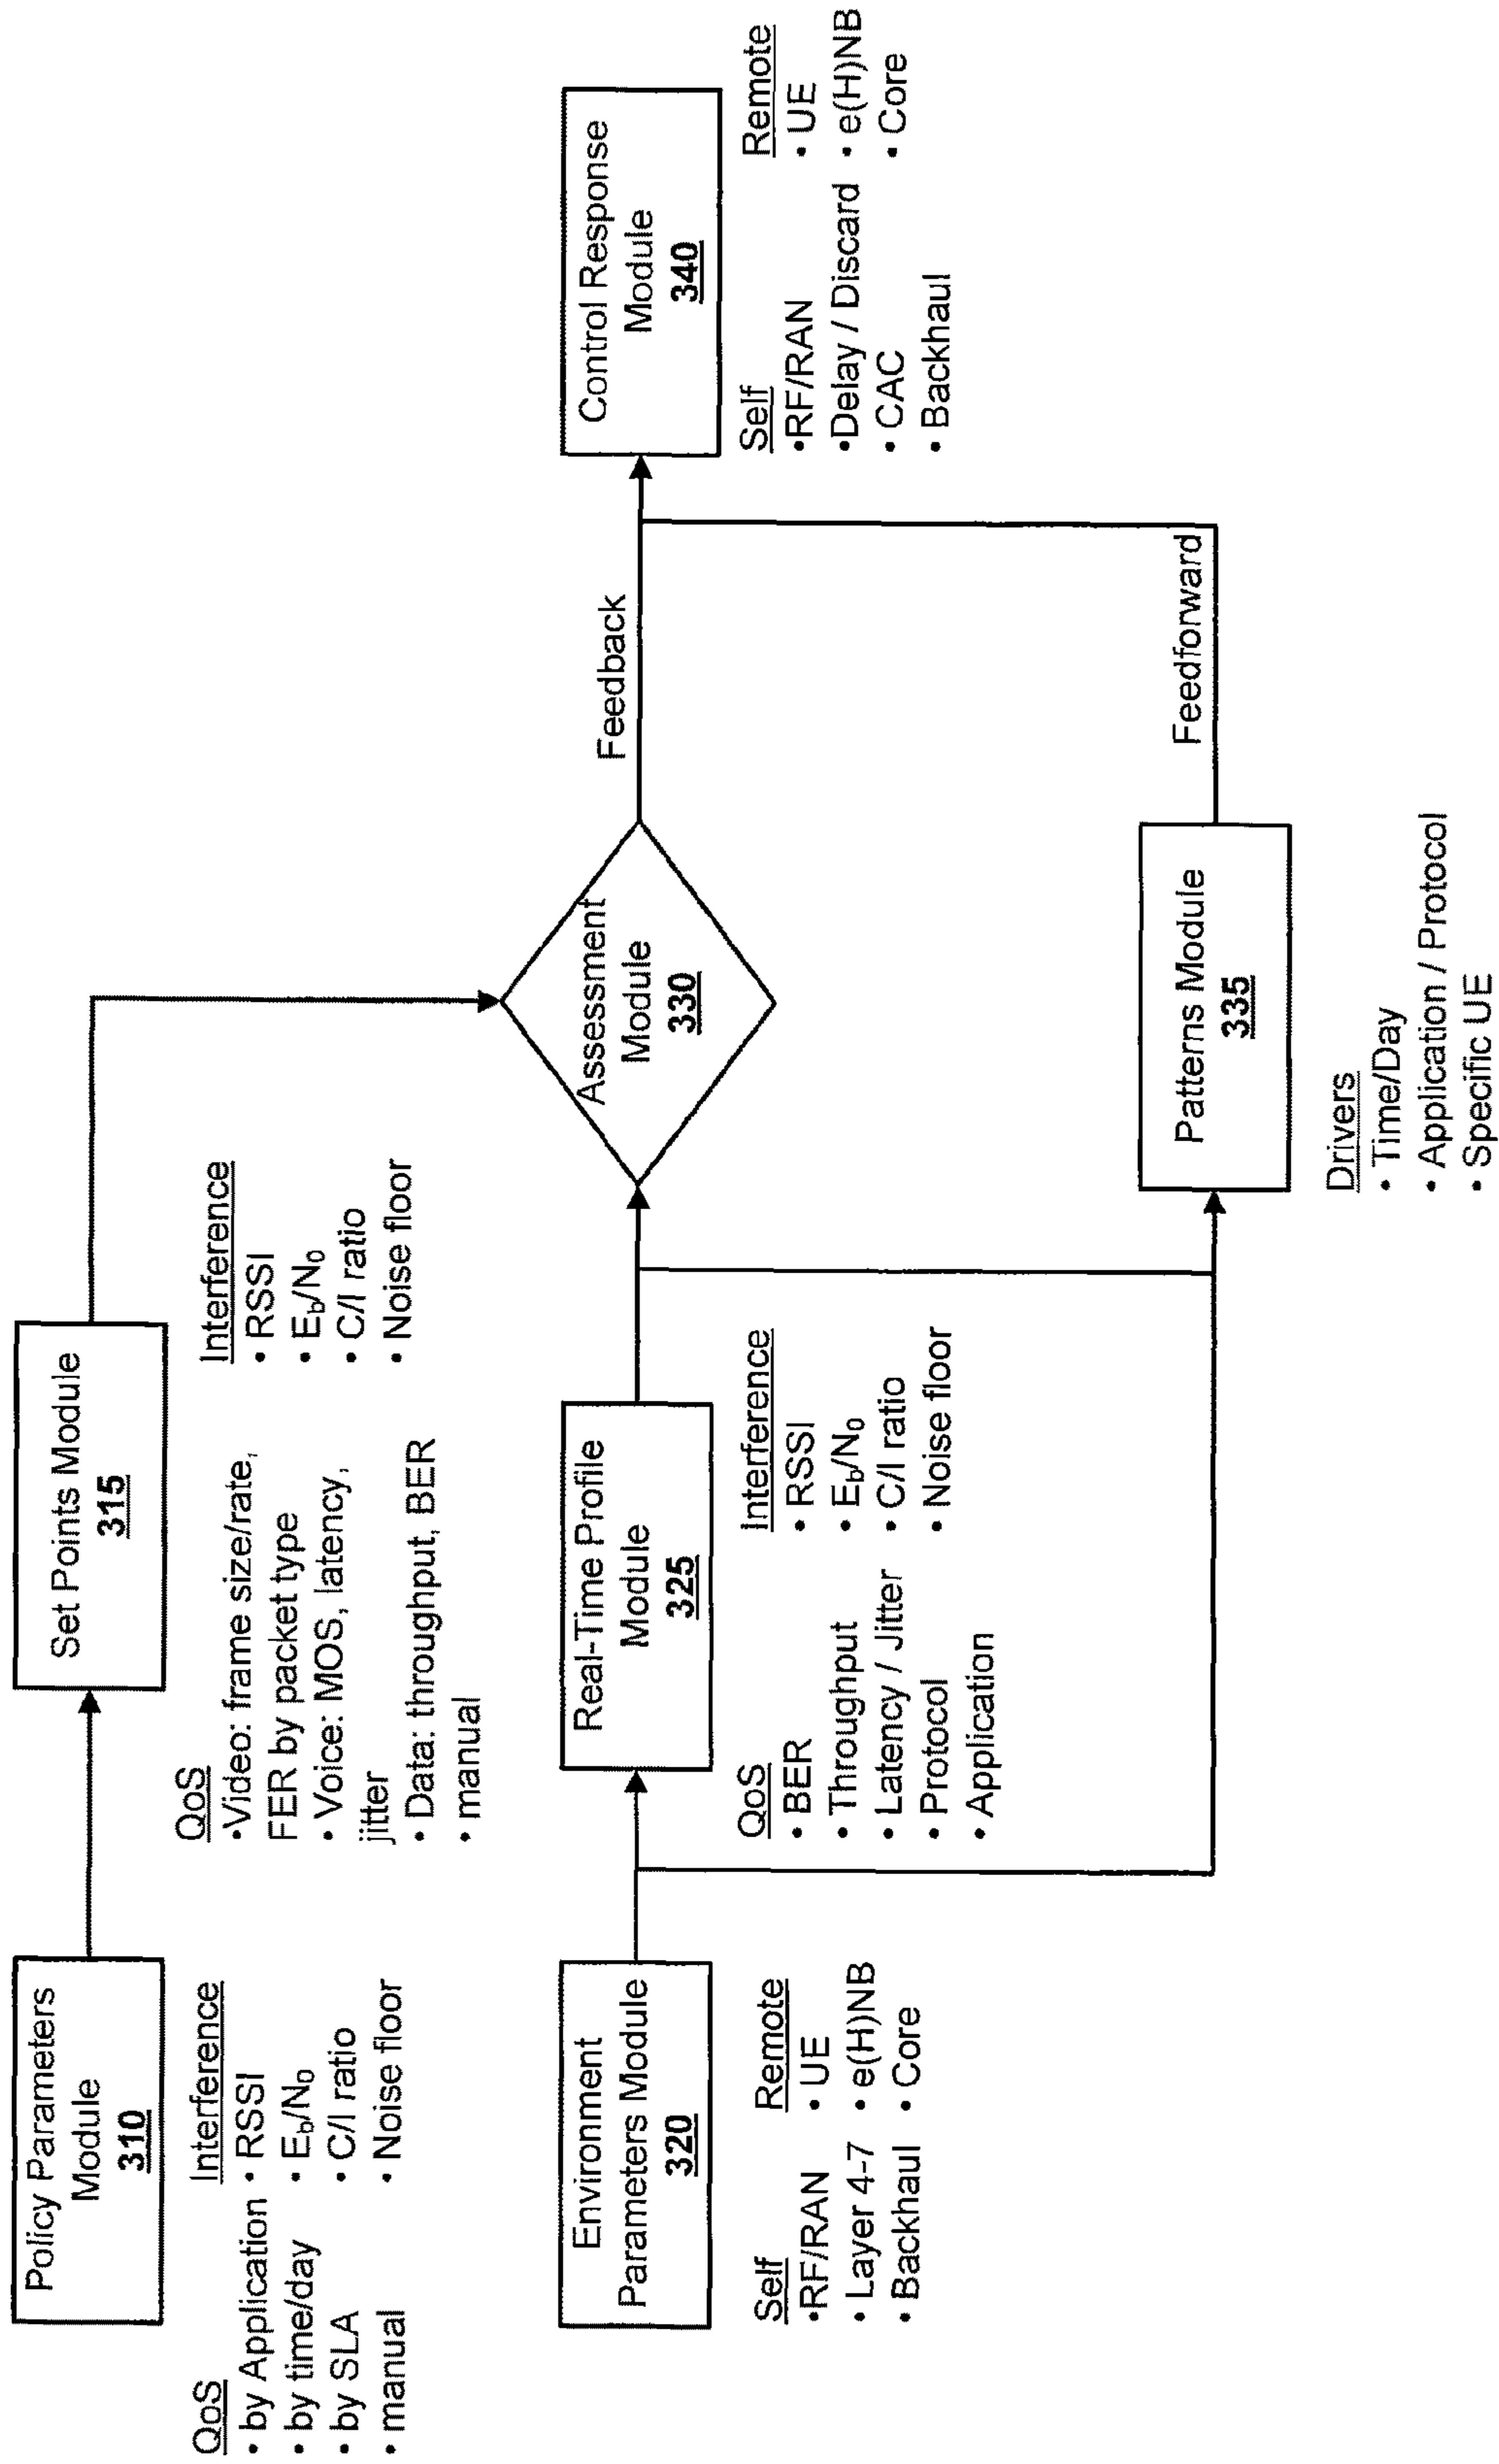 Policy Parameters
Module
310
QoS
• by Application
• by time/day
• by SLA
• manual
Interference
• RSSI
• Eb/N0
• C/I ratio
• Noise floor
Set Points Module
315
QoS
•Video: frame size/rate,
FER by packet type
• Voice: MOS, latency,
jitter
• Data: throughput, BER
• manual
Interference
• RSSI
• Eb/N0
• C/I ratio
• Noise floor
Environment
Parameters Module
320
Self
•RF/RAN
• Layer 4-7
• Backhaul
Remote
• UE
• e(H)NB
• Core
Real-Time Profile
Module
325
QoS
• BER
• Throughput
• Latency / Jitter
• Protocol
• Application
Interference
• RSSI
• Eb/N0
• C/I ratio
• Noise floor
Assessment
Module
330
Feedback
Control Response
Module
340
Self
•RF/RAN
•Delay / Discard
• CAC
• Backhaul
Remote
• UE
• e(H)NB
• Core
Patterns Module
335
Feedforward
Drivers
• Time/Day
• Application / Protocol
• Specific UE